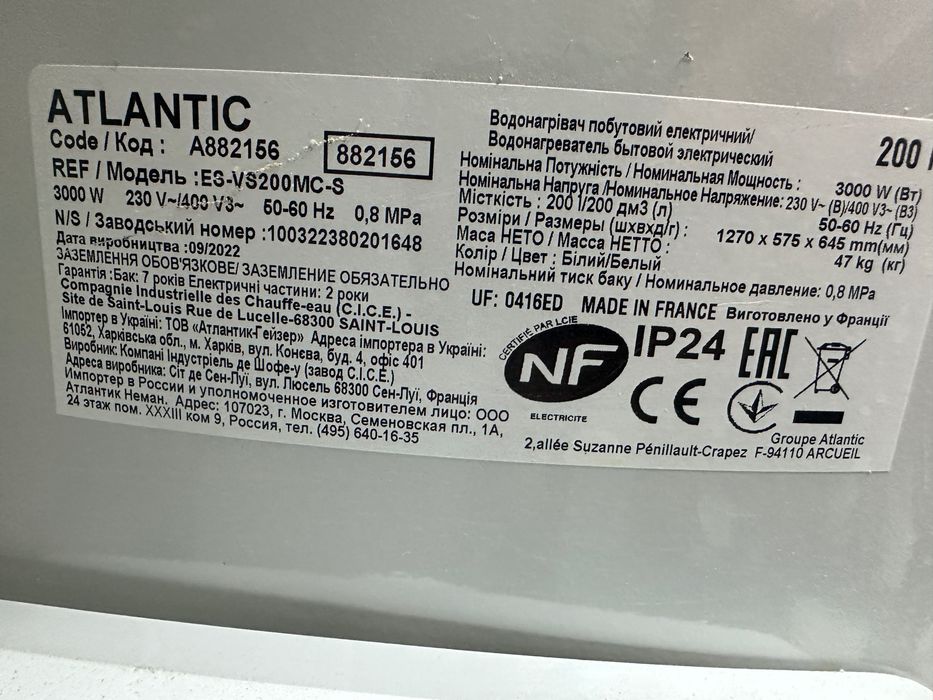 ATLANTIC
Code / Код : A882156
882156
REF / Модель :ES-VS200MC-S
3000 W 230 V~/400 V3~ 50-60 Hz 0,8 MPa
N/S / Заводський номер :100322380201648
Дата виробництва :09/2022
ЗАЗЕМЛЕННЯ ОБОВ'ЯЗКОВЕ/ ЗАЗЕМЛЕНИЕ ОБЯЗАТЕЛЬНО
Гарантія :Бак: 7 років Електричні частини: 2 роки
Compagnie Industrielle des Chauffe-eau (C.I.C.E.) -
Site de Saint-Louis Rue de Lucelle-68300 SAINT-LOUIS
Імпортер в Україні: ТОВ «Атлантик-Гейзер» Адреса імпортера в Україні:
61052, Харківська обл., м. Харків, вул. Конєва, буд. 4, офіс 401
Виробник: Компані Індустріель де Шофе-у (завод C.I.C.E.)
Адреса виробника: Сіт де Сен-Луї, вул. Люсель 68300 Сен-Луї, Франція
Импортер в России и уполномоченное изготовителем лицо: ООО
Атлантик Неман. Адрес: 107023, г. Москва, Семеновская пл., 1А,
24 этаж пом. XXXIII ком 9, Россия, тел. (495) 640-16-35
Водонагрівач побутовий електричний/
Водонагреватель бытовой электрический
200
Номінальна Потужність / Номинальная Мощность : 3000 W (Вт)
Номінальна Напруга /Номинальное Напряжение: 230 V~ (В)/400 V3~ (В3)
50-60 Hz (Гц)
Місткість : 200 l/200 дм3 (л)
Розміри / Размеры (шxвxд/г) : 1270 x 575 x 645 mm(мм)
Маса НЕТО / Масса НЕТТО : 47 kg (кг)
Колір / Цвет : Білий/Белый
Номінальний тиск баку / Номинальное давление: 0,8 MPa
UF: 0416ED MADE IN FRANCE Виготовлено у Франції
CERTIFIÉ PAR LCIE
NF
ELECTRICITE
IP24
EAC
CE
Groupe Atlantic
2,allée Suzanne Pénillault-Crapez F-94110 ARCUEIL